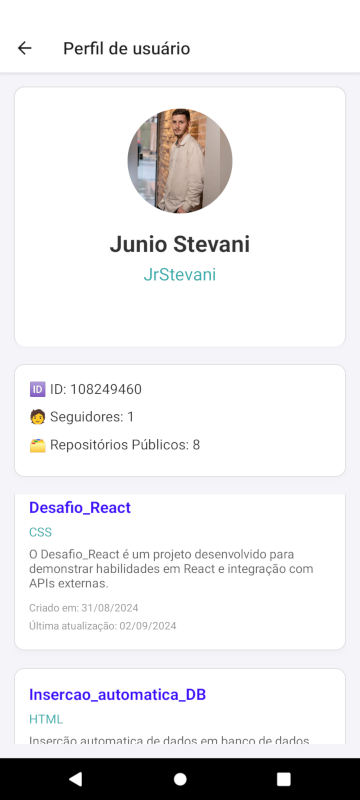 Perfil de usuário
Junio Stevani
JrStevani
🆔 ID: 108249460
🧑 Seguidores: 1
🗂️ Repositórios Públicos: 8
Desafio_React
CSS
O Desafio_React é um projeto desenvolvido para
demonstrar habilidades em React e integração com
APIs externas.
Criado em: 31/08/2024
Última atualização: 02/09/2024
Insercao_automatica_DB
HTML
Inserção automatica de dados em banco de dados